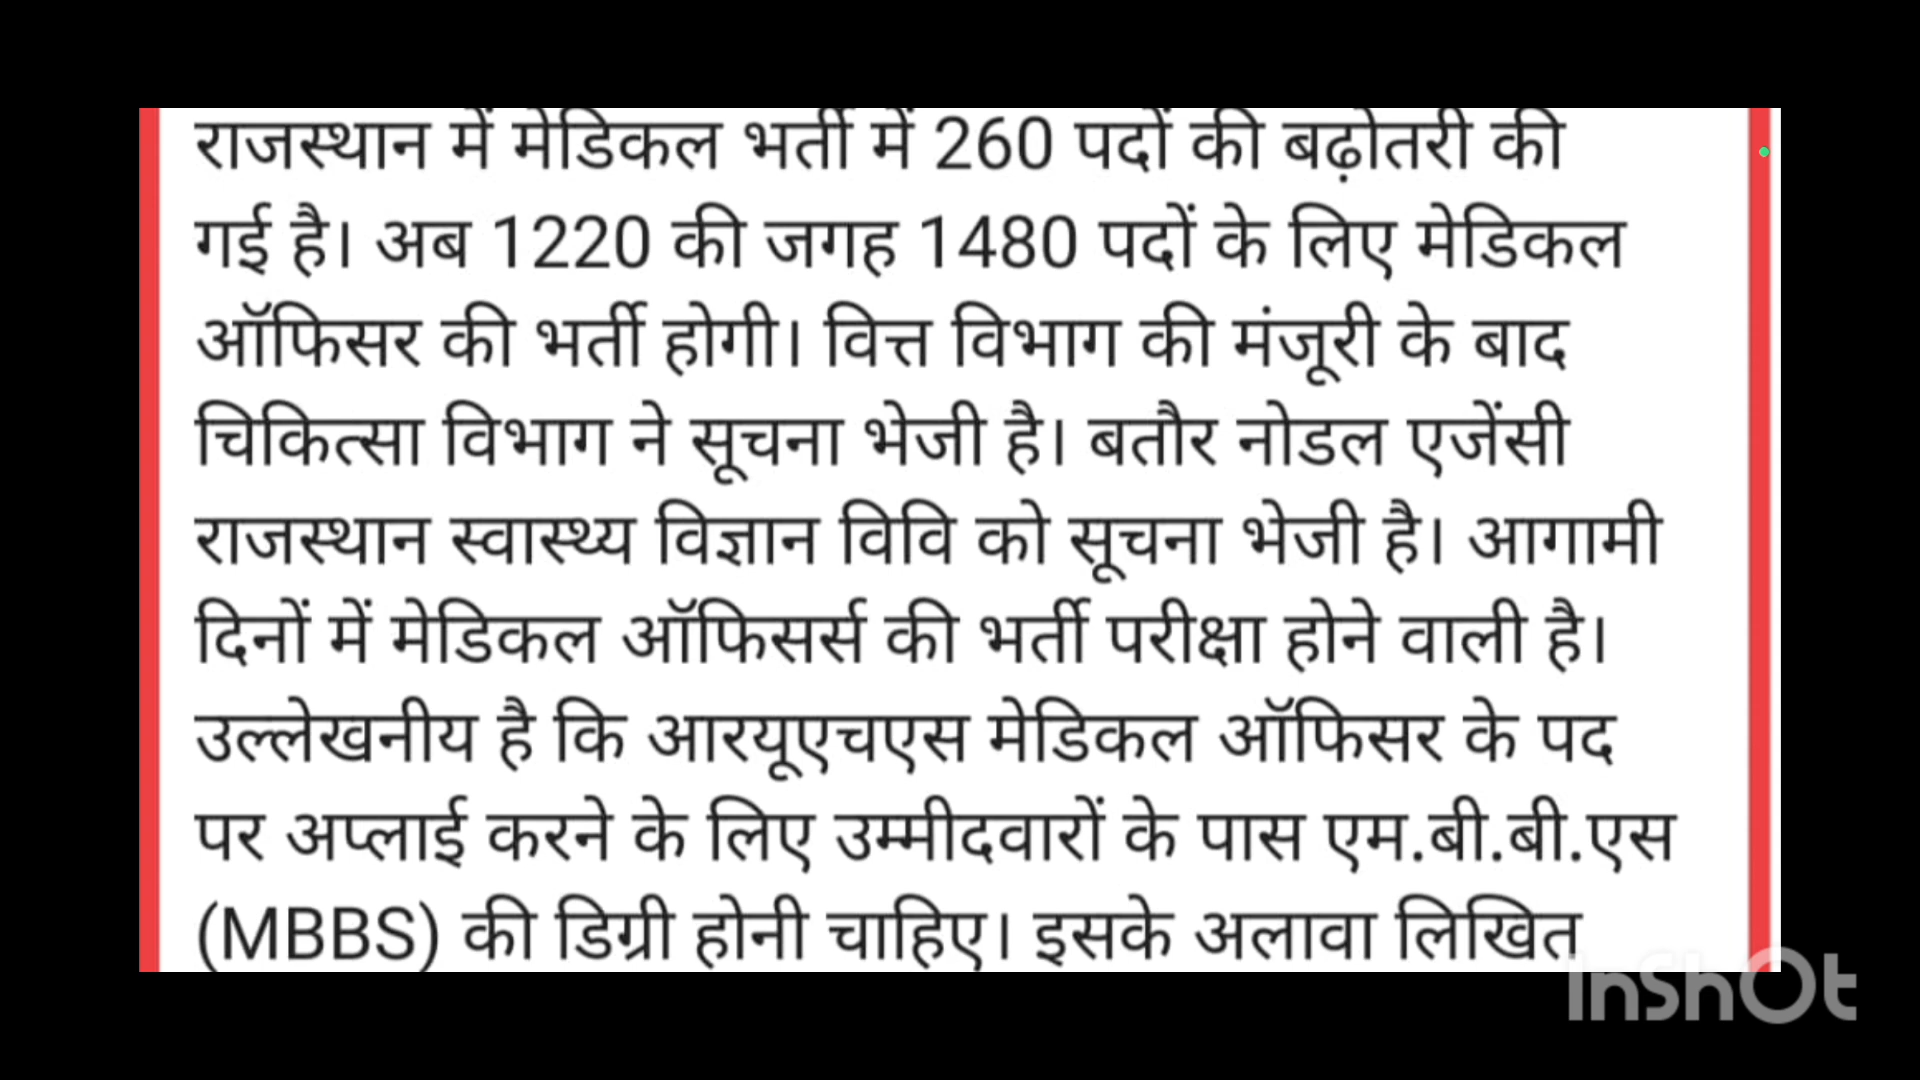 राजस्थान में मेडिकल भर्ती में 260 पदों की बढ़ोतरी की
गई है। अब 1220 की जगह 1480 पदों के लिए मेडिकल
ऑफिसर की भर्ती होगी। वित्त विभाग की मंजूरी के बाद
चिकित्सा विभाग ने सूचना भेजी है। बतौर नोडल एजेंसी
राजस्थान स्वास्थ्य विज्ञान विवि को सूचना भेजी है। आगामी
दिनों में मेडिकल ऑफिसर्स की भर्ती परीक्षा होने वाली है।
उल्लेखनीय है कि आरयूएचएस मेडिकल ऑफिसर के पद
पर अप्लाई करने के लिए उम्मीदवारों के पास एम.बी.बी.एस
(MBBS) की डिग्री होनी चाहिए। इसके अलावा लिखित
InShOt